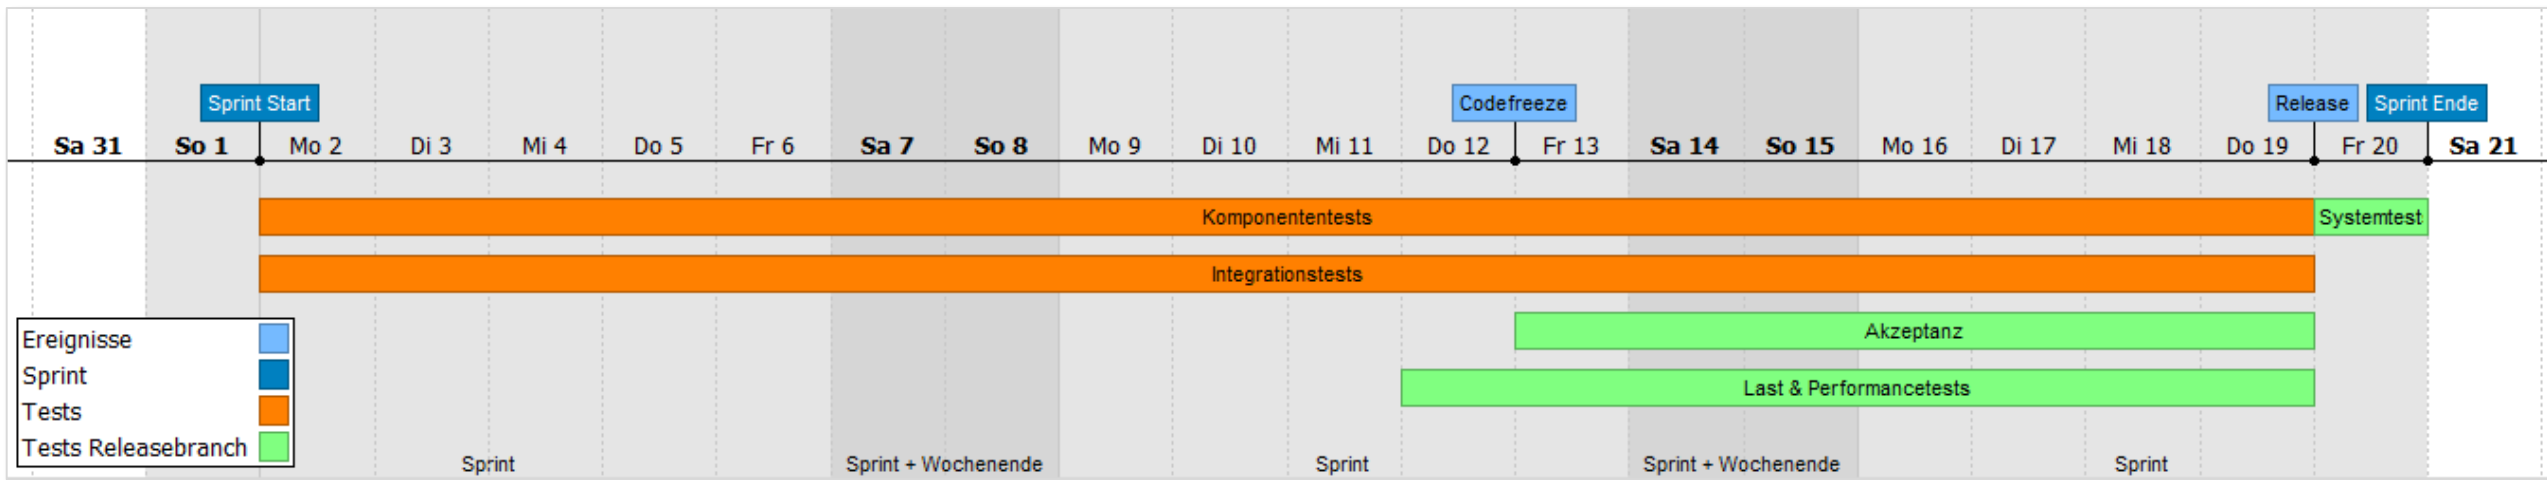 Sprint Start
Codefreeze
Release
Sprint Ende
Sa 31
So 1
Mo 2
Di 3
Mi 4
Do 5
Fr 6
Sa 7
So 8
Mo 9
Di 10
Mi 11
Do 12
Fr 13
Sa 14
So 15
Mo 16
Di 17
Mi 18
Do 19
Fr 20
Sa 21
Komponententests
Systemtest
Integrationstests
Akzeptanz
Last & Performancetests
Ereignisse
Sprint
Tests
Tests Releasebranch
Sprint
Sprint + Wochenende
Sprint
Sprint + Wochenende
Sprint